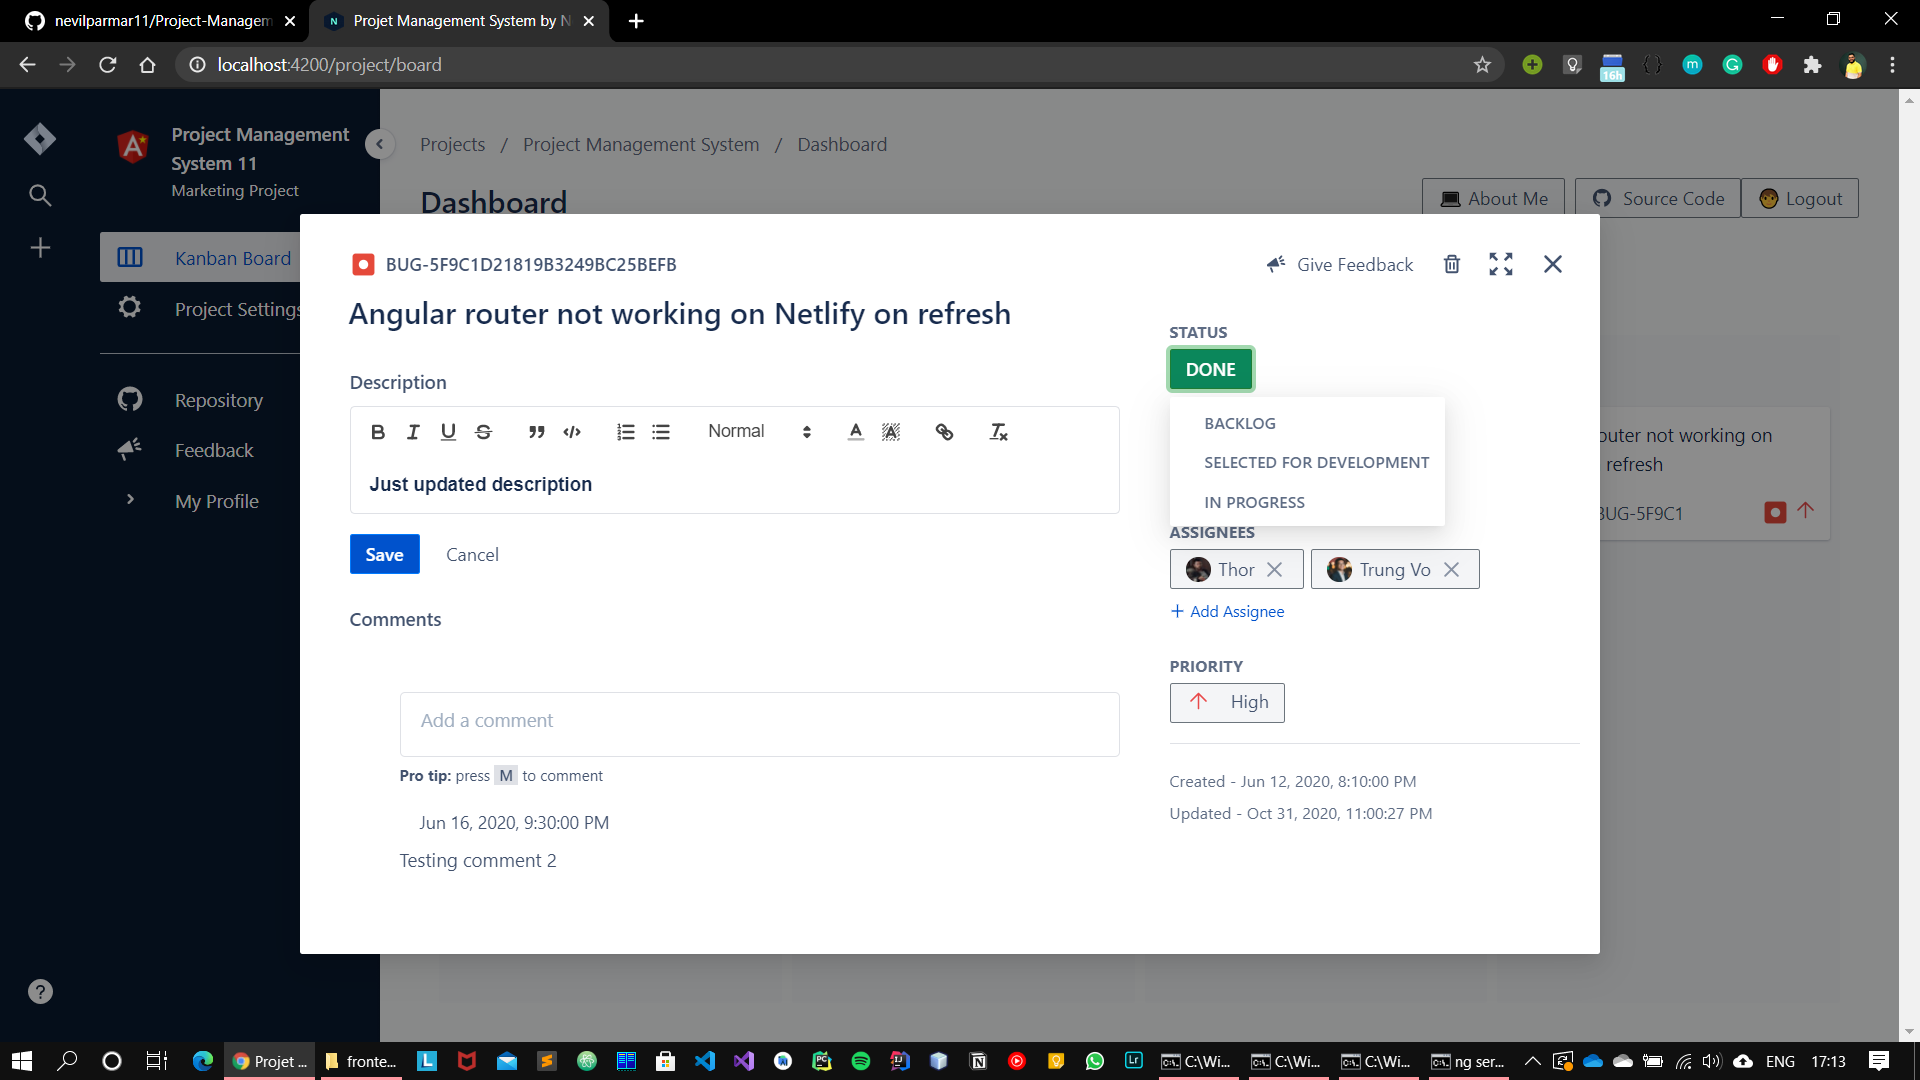 nevilparmar11/Project-Managem
Projet Management System by N
localhost:4200/project/board
16h
Project Management
System 11
Marketing Project
Kanban Board
Project Settings
Repository
Feedback
My Profile
Projects / Project Management System / Dashboard
Dashboard
About Me
Source Code
Logout
BUG-5F9C1D21819B3249BC25BEFB
Give Feedback
Angular router not working on Netlify on refresh
Description
Normal
Just updated description
Save
Cancel
Comments
Add a comment
Pro tip: press M to comment
Jun 16, 2020, 9:30:00 PM
Testing comment 2
STATUS
DONE
BACKLOG
SELECTED FOR DEVELOPMENT
IN PROGRESS
ASSIGNEES
Thor
Trung Vo
+ Add Assignee
PRIORITY
High
Created - Jun 12, 2020, 8:10:00 PM
Updated - Oct 31, 2020, 11:00:27 PM
outer not working on
refresh
BUG-5F9C1
Projet ...
fronte...
C:\Wi...
C:\Wi...
C:\Wi...
ng ser...
ENG
17:13